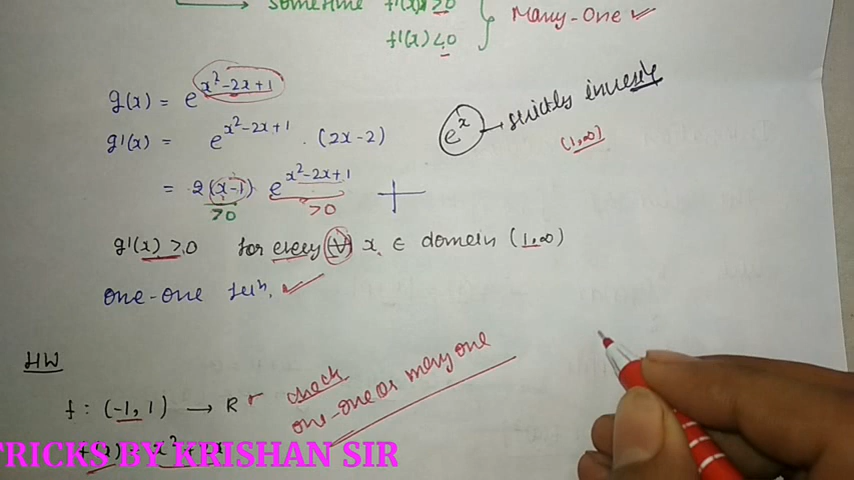 sometime f'(x) ≥ 0
f'(x) < 0
Many-One ✓
g(x) = e^{x²-2x+1}
g'(x) = e^{x²-2x+1} . (2x-2)
= 2(x-1) e^{x²-2x+1}
>0 >0
e^x → strictly
(1,∞)
g'(x) > 0 for every (∀) x ∈ domain (1,∞)
one-one fun. ✓
HW
f : (-1, 1) → R
check
one-one or many one
TRICKS BY KRISHAN SIR